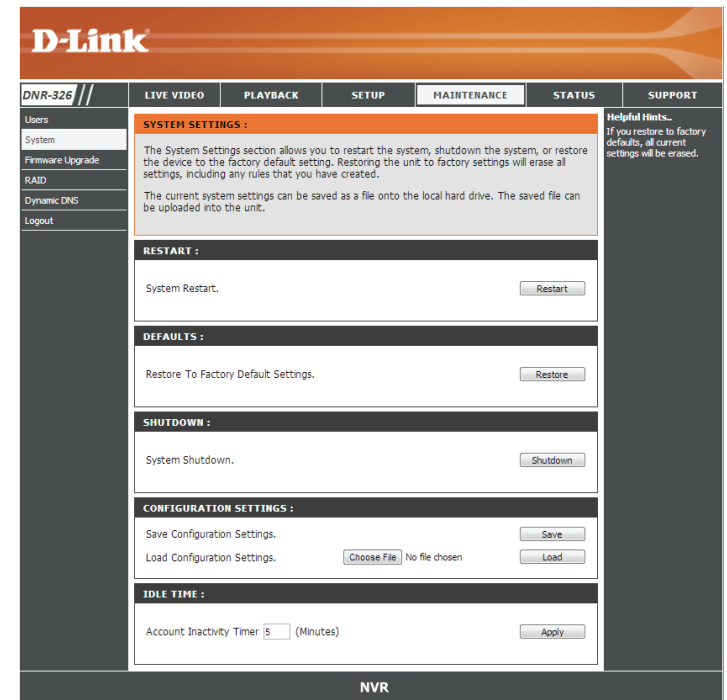 D-Link
DNR-326
LIVE VIDEO
PLAYBACK
SETUP
MAINTENANCE
STATUS
SUPPORT
Users
System
Firmware Upgrade
RAID
Dynamic DNS
Logout
SYSTEM SETTINGS :
The System Settings section allows you to restart the system, shutdown the system, or restore
the device to the factory default setting. Restoring the unit to factory settings will erase all
settings, including any rules that you have created.
The current system settings can be saved as a file onto the local hard drive. The saved file can
be uploaded into the unit.
RESTART :
System Restart.
Restart
DEFAULTS :
Restore To Factory Default Settings.
Restore
SHUTDOWN :
System Shutdown.
Shutdown
CONFIGURATION SETTINGS :
Save Configuration Settings.
Save
Load Configuration Settings.
Choose File No file chosen
Load
IDLE TIME :
Account Inactivity Timer 5 (Minutes)
Apply
Helpful Hints..
If you restore to factory
defaults, all current
settings will be erased.
NVR